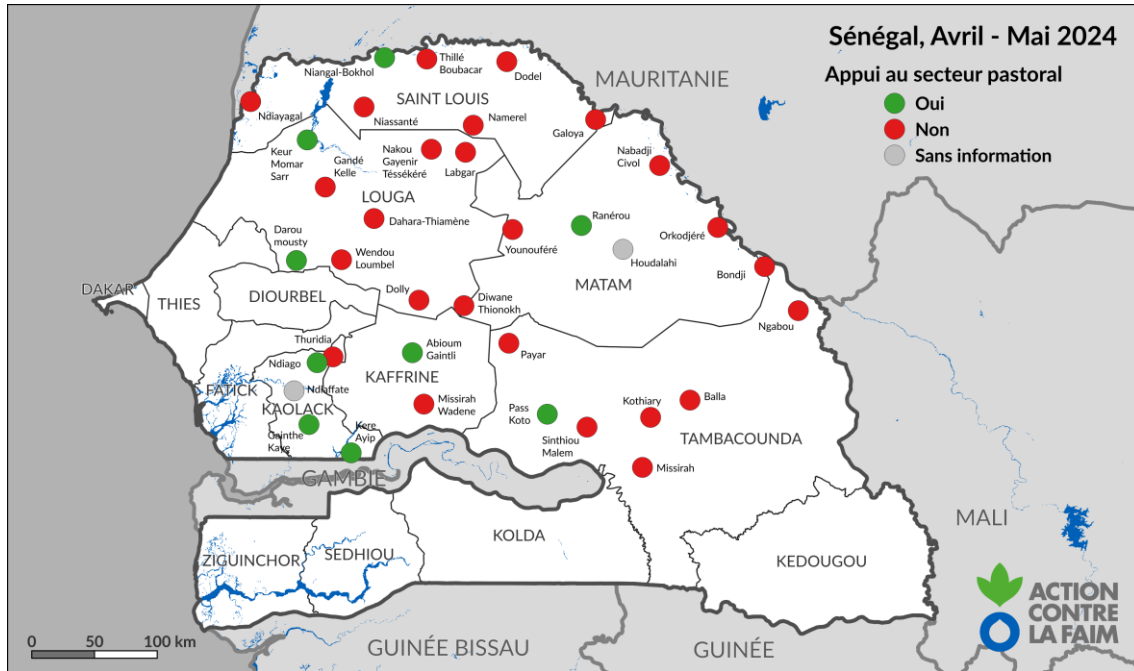 Sénégal, Avril - Mai 2024
Appui au secteur pastoral
Oui
Non
Sans information
MAURITANIE
Niangal-Bokhol
Thillé
Boubacar
Dodel
SAINT LOUIS
Ndiayagal
Niassanté
Namerel
Galoya
Keur
Momar
Sarr
Gandé
Kelle
Nakou
Gayenir
Téssékéré
Labgar
Nabadji
Civol
LOUGA
Dahara-Thiamène
Ranérou
Orkodjéré
Darou
mousty
Wendou
Loumbel
Younouféré
Houdalahi
Bondji
MATAM
DAKAR
THIES
DIOURBEL
Dolly
Diwane
Thionokh
Ngabou
Thuridia
Ndiago
Abioum
Gaintli
Payar
KAFFRINE
FATICK
Ndiaffate
KAOLACK
Missirah
Wadene
Pass
Koto
Kothiary
Balla
Gainthe
Kaye
Kere
Ayip
Sinthiou
Malem
TAMBACOUNDA
Missirah
GAMBIE
MALI
ZIGUINCHOR
SEDHIOU
KOLDA
KEDOUGOU
ACTION
CONTRE
LA FAIM
0 50 100 km
GUINÉE BISSAU
GUINÉE